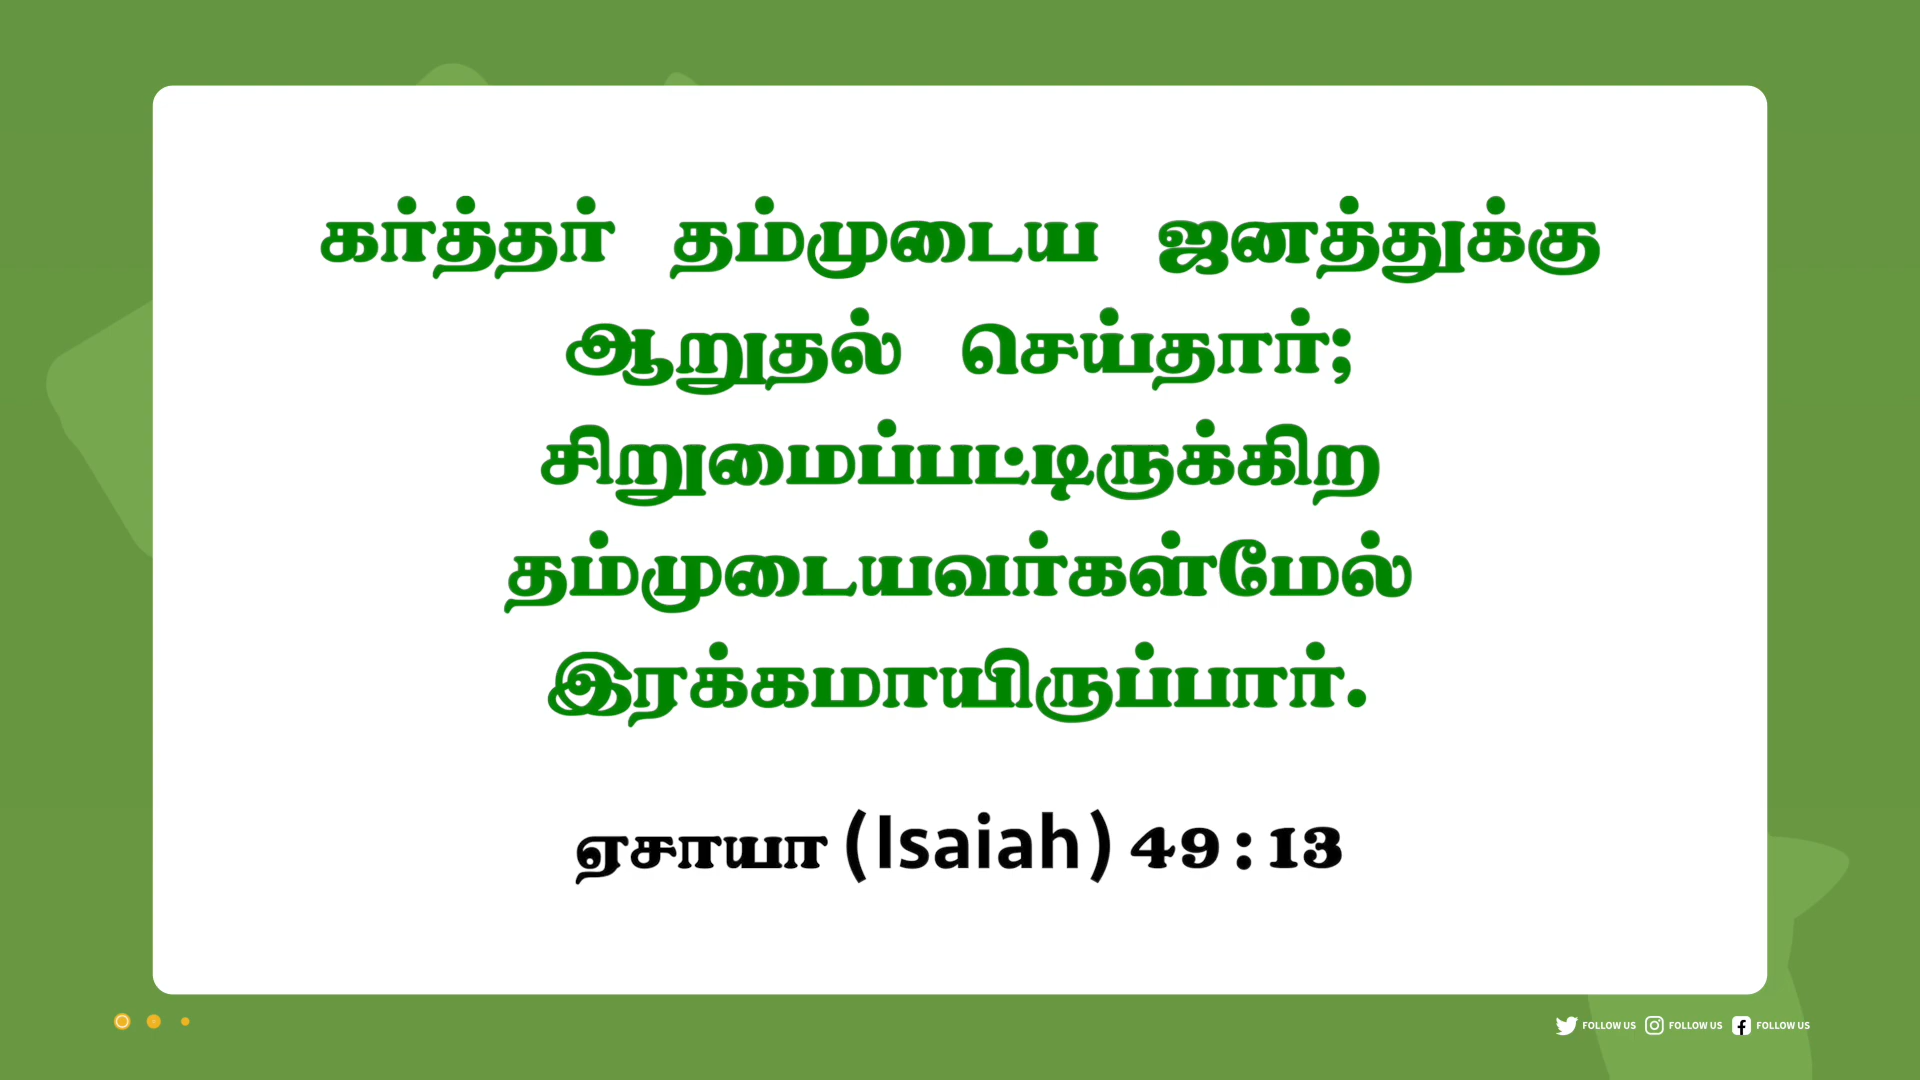 கர்த்தர் தம்முடைய ஜனத்துக்கு
ஆறுதல் செய்தார்;
சிறுமைப்பட்டிருக்கிற
தம்முடையவர்கள்மேல்
இரக்கமாயிருப்பார்.
ஏசாயா (Isaiah) 49 : 13
FOLLOW US FOLLOW US FOLLOW US